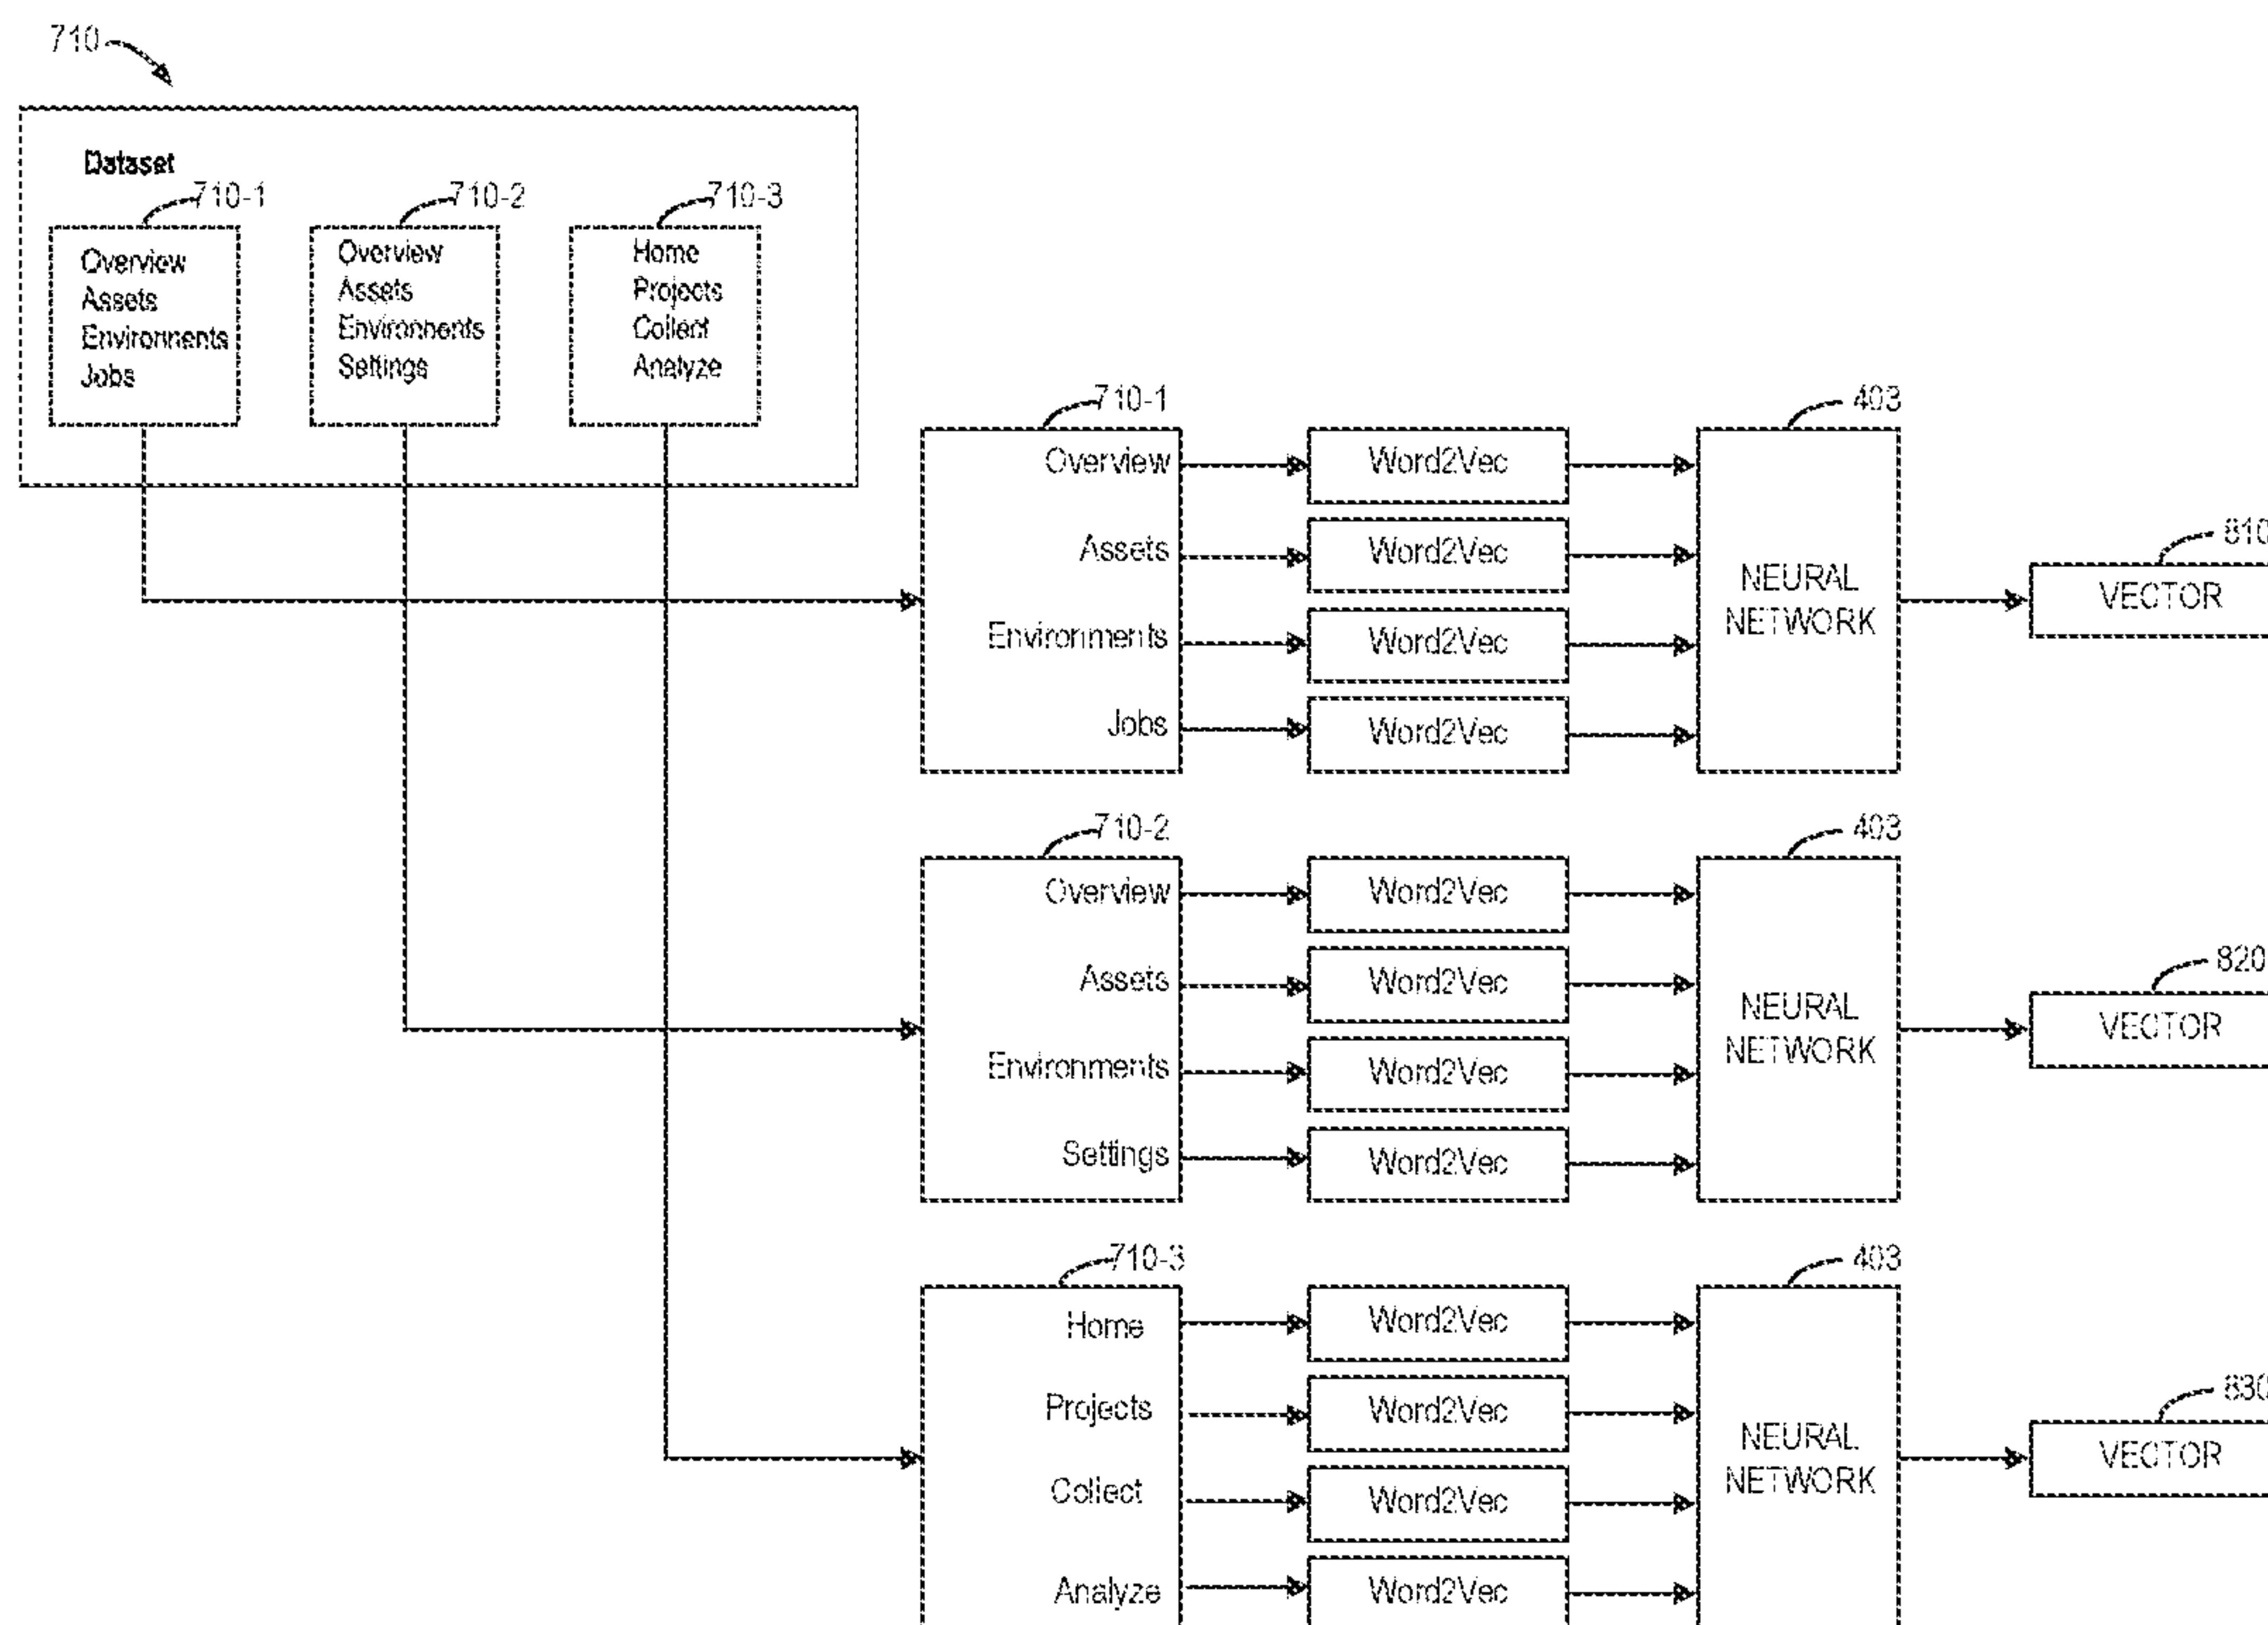 710
Dataset
710-1
710-2
710-3
Overview
Assets
Environments
Jobs
Overview
Assets
Environments
Settings
Home
Projects
Collect
Analyze
710-1
403
Overview
Word2Vec
Assets
Word2Vec
Environments
Word2Vec
Jobs
Word2Vec
NEURAL
NETWORK
810
VECTOR
710-2
403
Overview
Word2Vec
Assets
Word2Vec
Environments
Word2Vec
Settings
Word2Vec
NEURAL
NETWORK
820
VECTOR
710-3
403
Home
Word2Vec
Projects
Word2Vec
Collect
Word2Vec
Analyze
Word2Vec
NEURAL
NETWORK
830
VECTOR